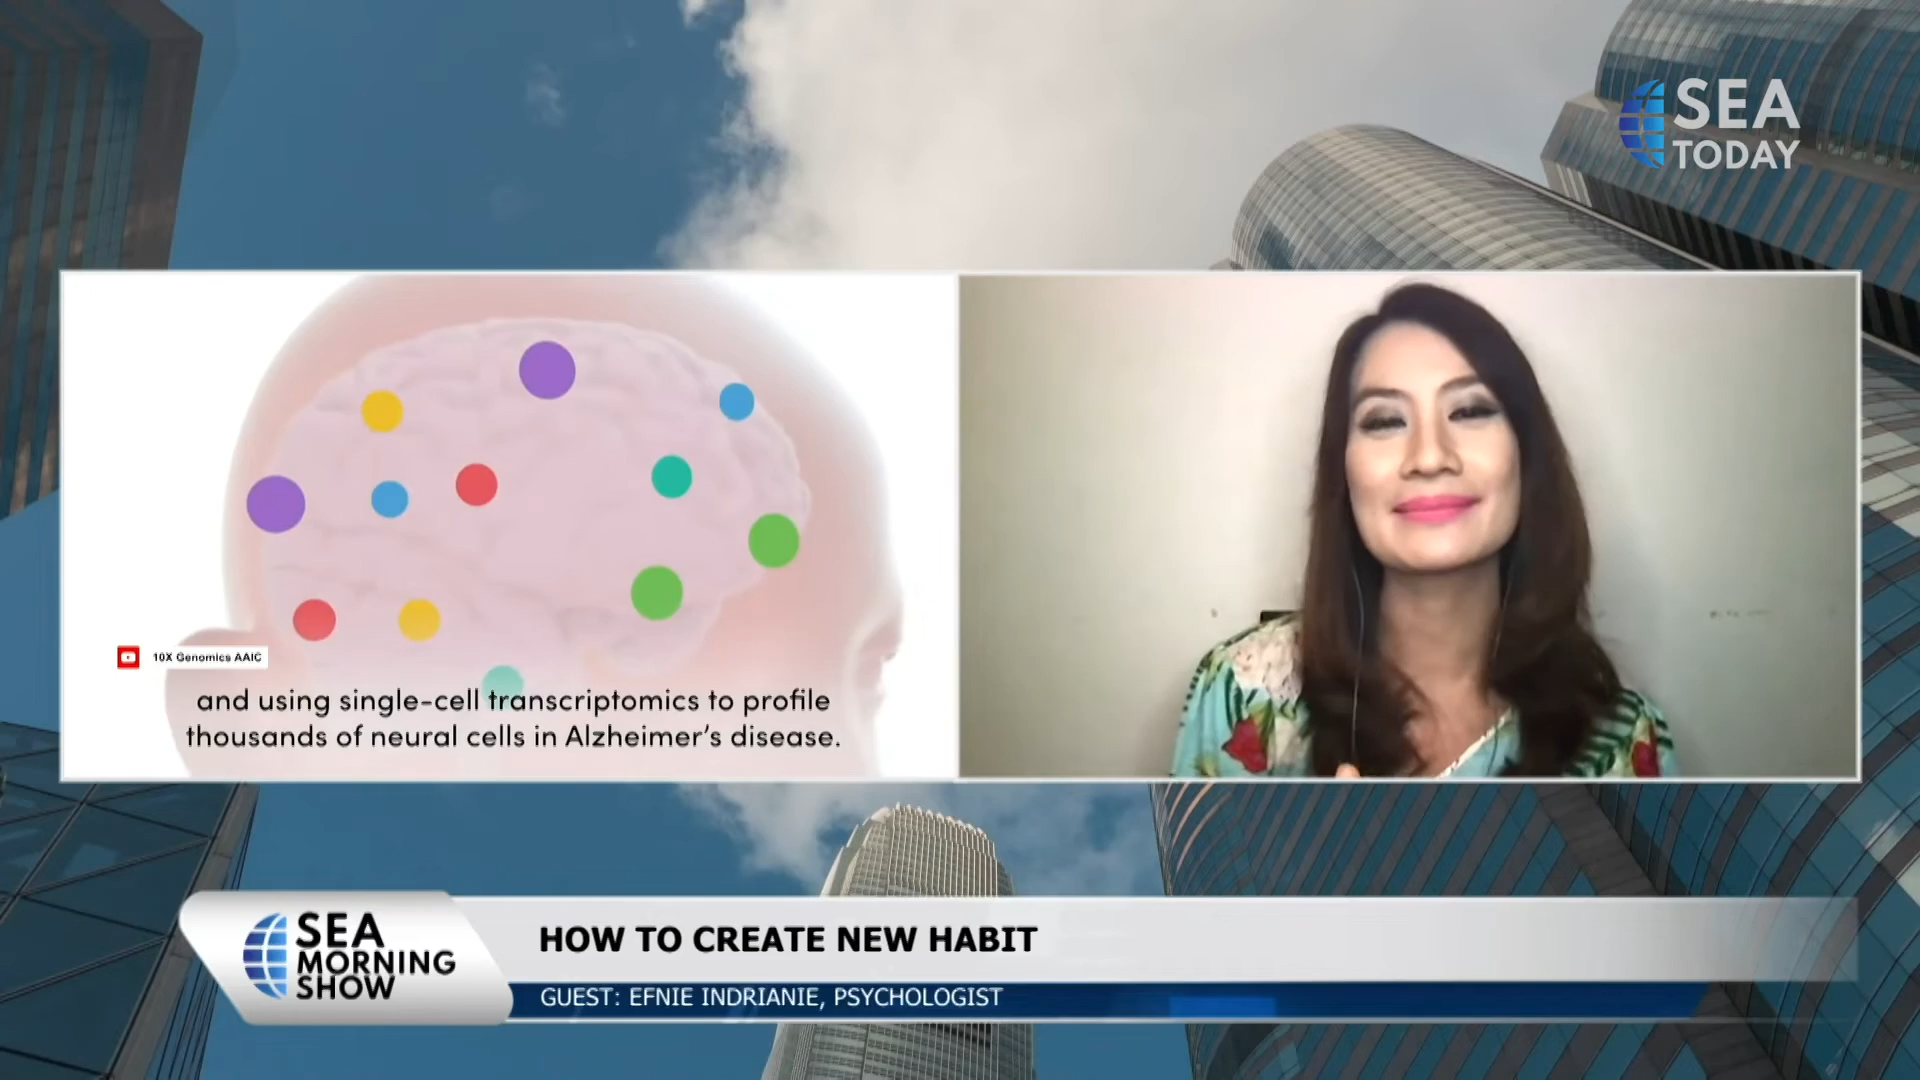 SEA
TODAY
10X Genomics AAIC
and using single-cell transcriptomics to profile
thousands of neural cells in Alzheimer's disease.
SEA
MORNING
SHOW
HOW TO CREATE NEW HABIT
GUEST: EFNIE INDRIANIE, PSYCHOLOGIST